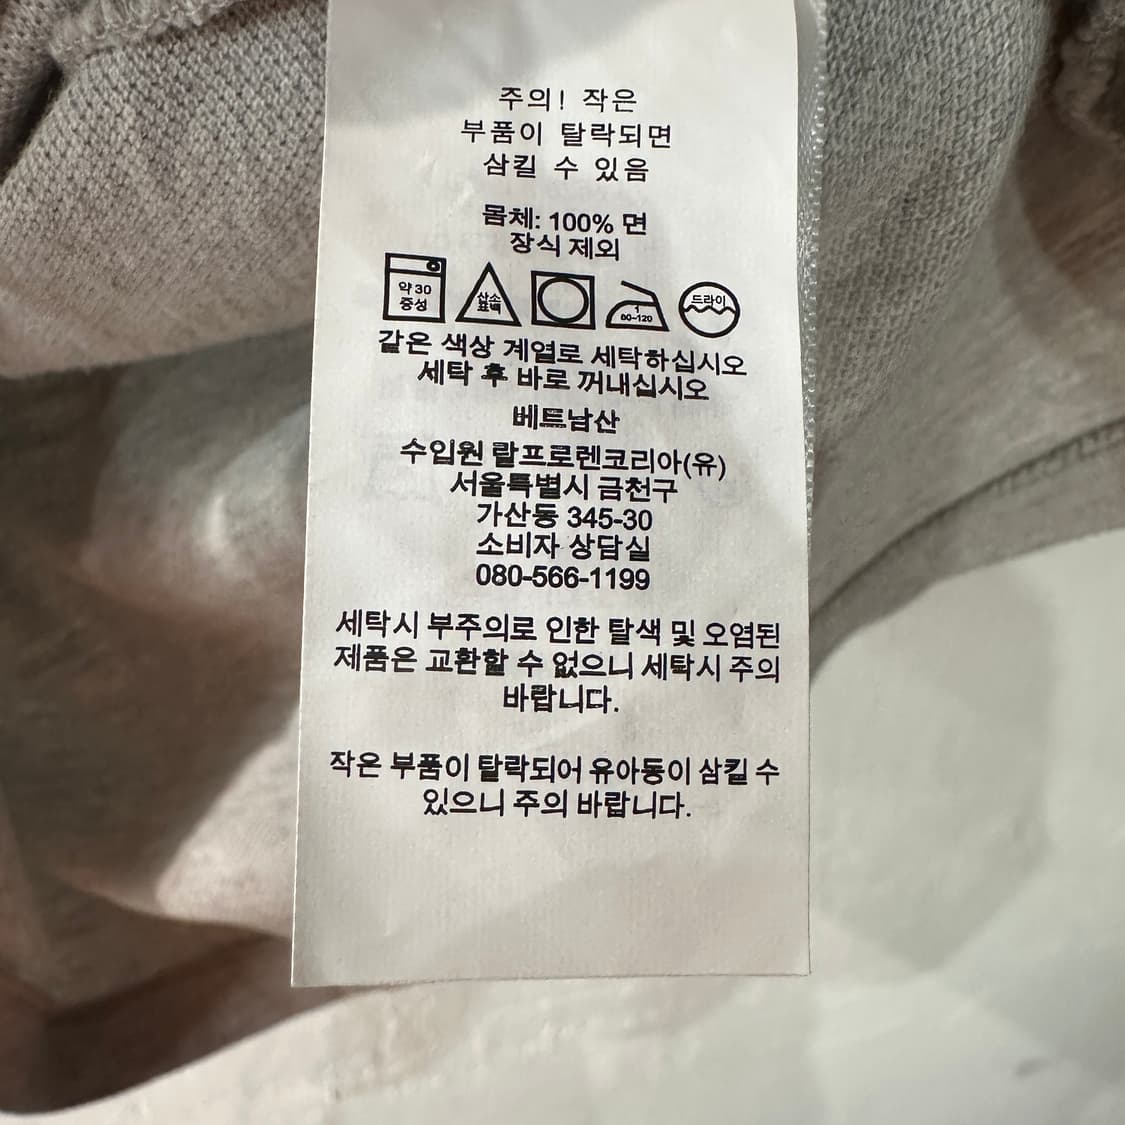 주의! 작은
부품이 탈락되면
삼킬 수 있음
몸체: 100% 면
장식 제외
약 30
중성
산소
표백
1
80~120
드라이
같은 색상 계열로 세탁하십시오
세탁 후 바로 꺼내십시오
베트남산
수입원 랄프로렌코리아(유)
서울특별시 금천구
가산동 345-30
소비자 상담실
080-566-1199
세탁시 부주의로 인한 탈색 및 오염된
제품은 교환할 수 없으니 세탁시 주의
바랍니다.
작은 부품이 탈락되어 유아동이 삼킬 수
있으니 주의 바랍니다.